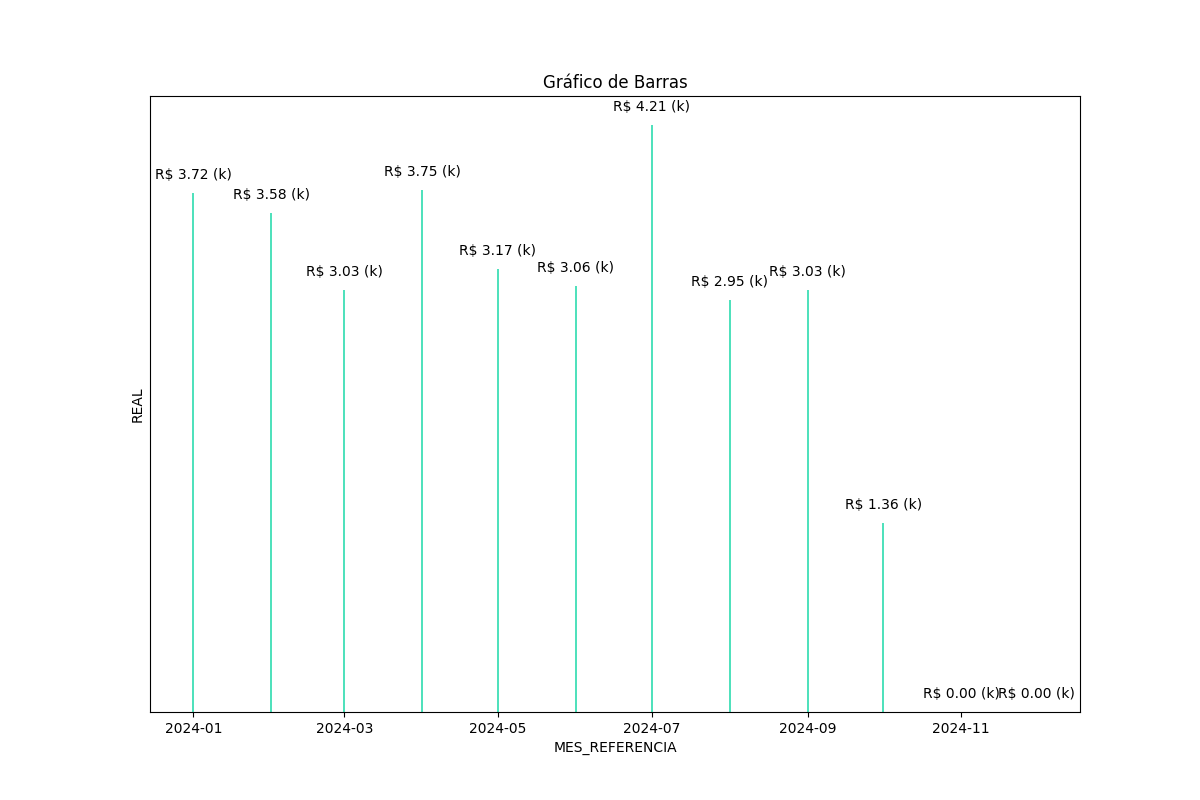 Gráfico de Barras
R$ 4.21 (k)
R$ 3.72 (k)
R$ 3.75 (k)
R$ 3.58 (k)
R$ 3.17 (k)
R$ 3.06 (k)
R$ 3.03 (k)
R$ 3.03 (k)
R$ 2.95 (k)
R$ 1.36 (k)
R$ 0.00 (k)
R$ 0.00 (k)
REAL
2024-01 2024-03 2024-05 2024-07 2024-09 2024-11
MES_REFERENCIA